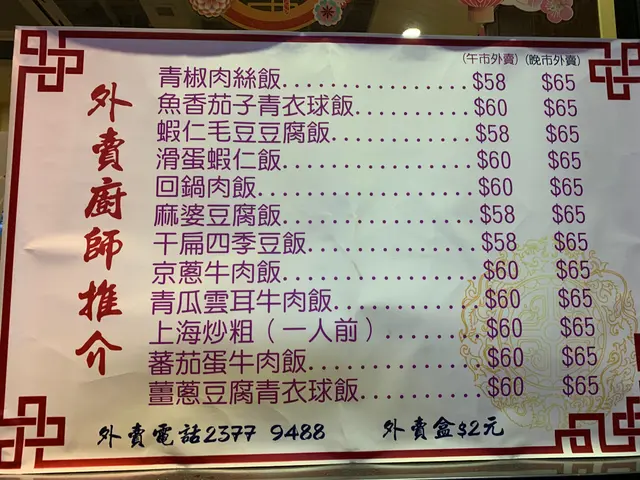 外賣廚師推介
(午市外賣) (晚市外賣)
青椒肉絲飯 $58 $65
魚香茄子青衣球飯 $60 $65
蝦仁毛豆豆腐飯 $58 $65
滑蛋蝦仁飯 $60 $65
回鍋肉飯 $60 $65
麻婆豆腐飯 $58 $65
干扁四季豆飯 $58 $65
京蔥牛肉飯 $60 $65
青瓜雲耳牛肉飯 $60 $65
上海炒粗(一人前) $60 $65
蕃茄蛋牛肉飯 $60 $65
薑蔥豆腐青衣球飯 $60 $65
外賣電話2377 9488 外賣盒$2元